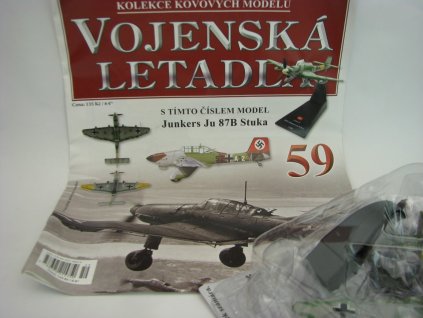 KOLEKCE KOVOVÝCH MODELŮ
VOJENSKÁ
LETADLA
S TÍMTO ČÍSLEM MODEL
Junkers Ju 87B Stuka
59